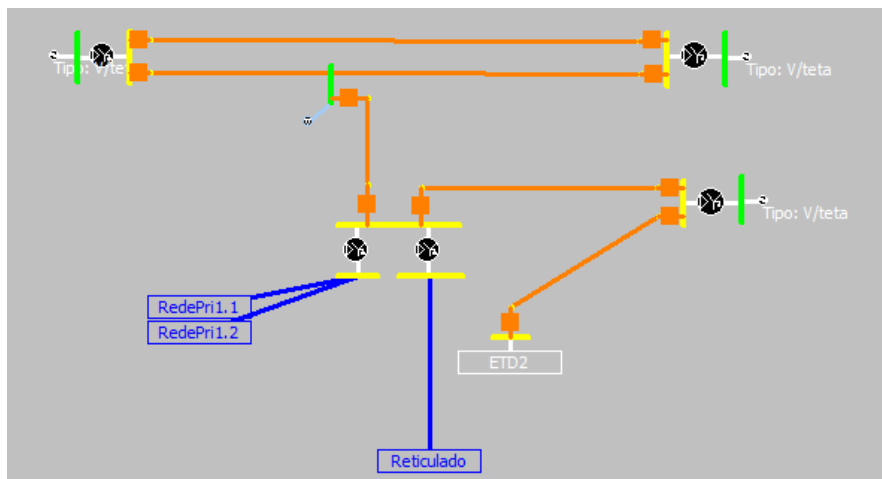 Tipo: V/teta
Tipo: V/teta
Tipo: V/teta
RedePri1.1
RedePri1.2
ETD2
Reticulado